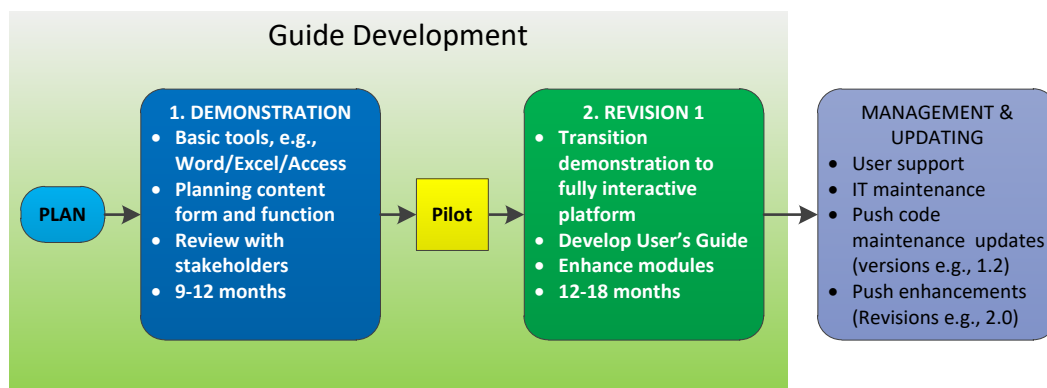 Guide Development
PLAN
1. DEMONSTRATION
• Basic tools, e.g.,
Word/Excel/Access
• Planning content
form and function
• Review with
stakeholders
• 9-12 months
Pilot
2. REVISION 1
• Transition
demonstration to
fully interactive
platform
• Develop User's Guide
• Enhance modules
• 12-18 months
MANAGEMENT &
UPDATING
• User support
• IT maintenance
• Push code
maintenance updates
(versions e.g., 1.2)
• Push enhancements
(Revisions e.g., 2.0)